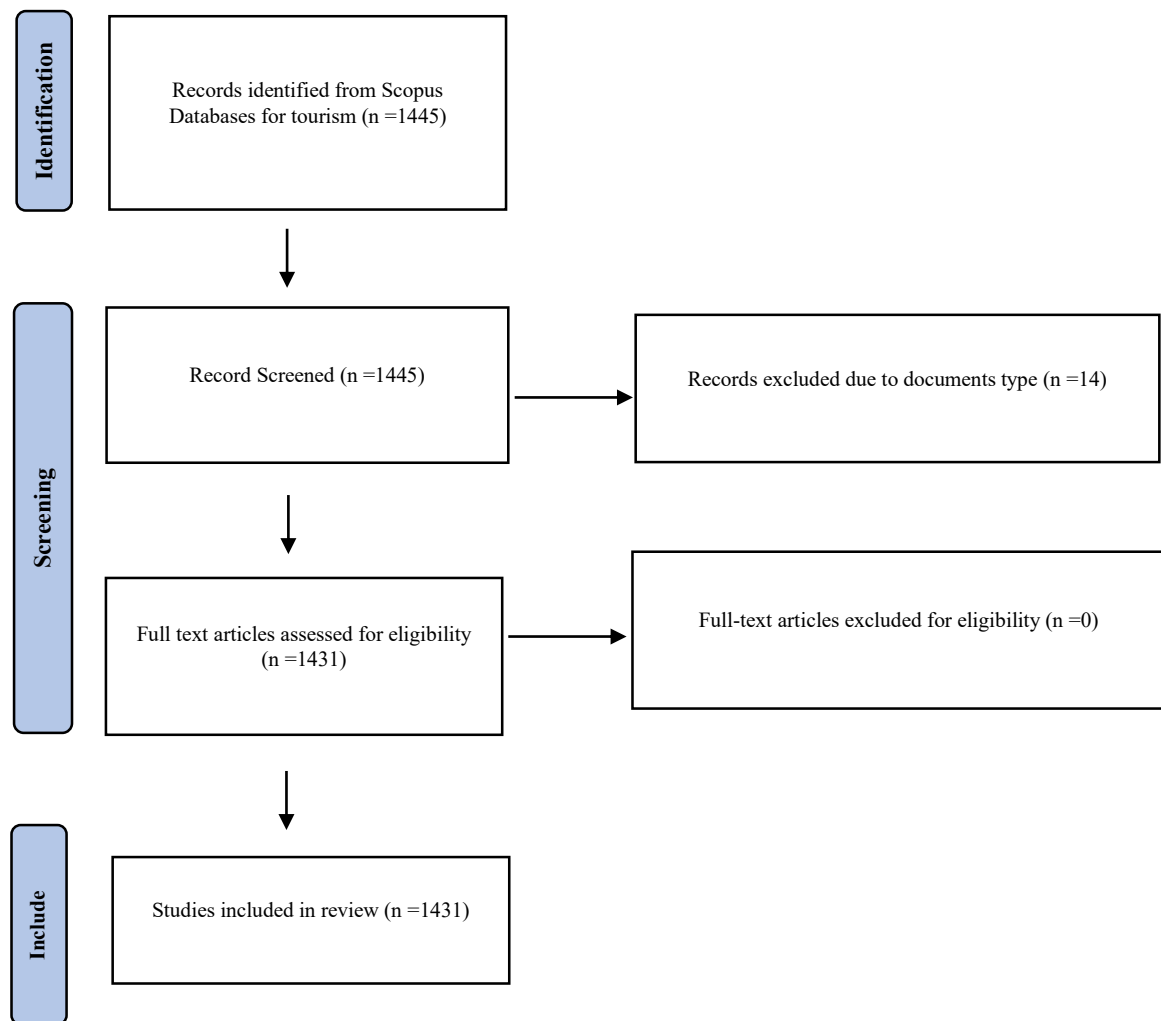 Identification
Records identified from Scopus
Databases for tourism (n =1445)
Screening
Record Screened (n =1445)
Records excluded due to documents type (n =14)
Full text articles assessed for eligibility
(n =1431)
Full-text articles excluded for eligibility (n =0)
Include
Studies included in review (n =1431)